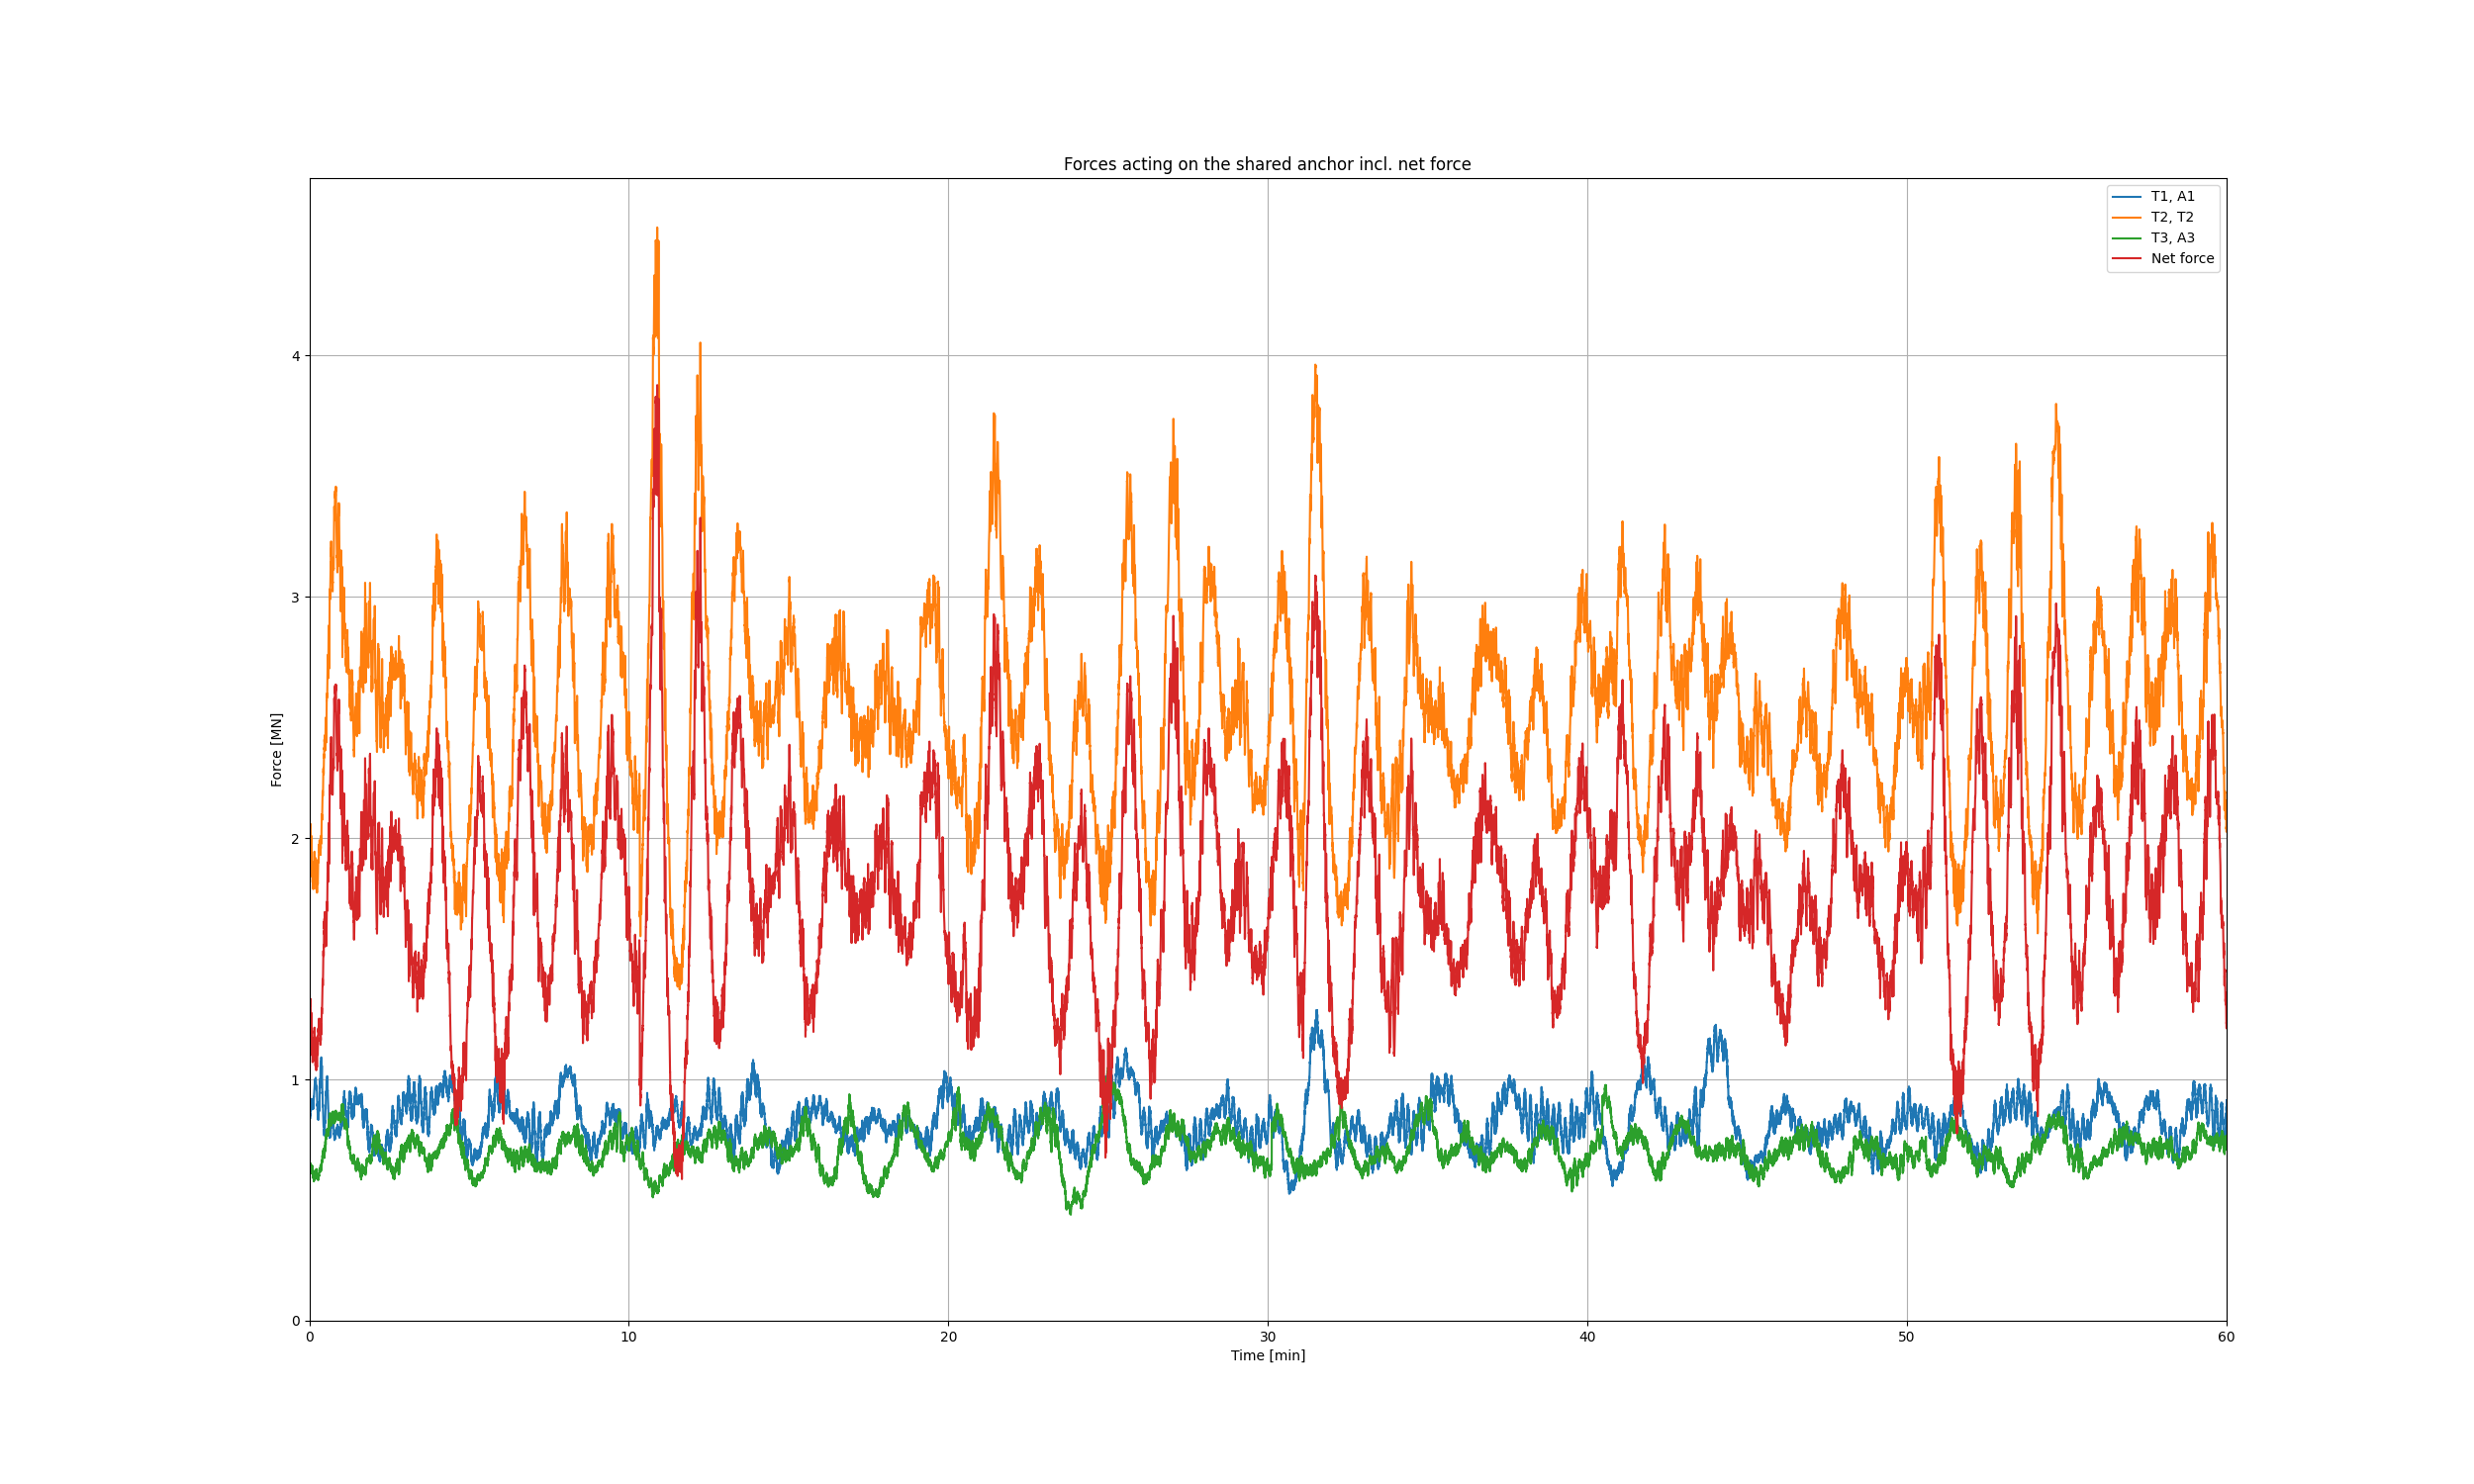 Forces acting on the shared anchor incl. net force
T1, A1
T2, T2
T3, A3
Net force
Force [MN]
4
3
2
1
0
0 10 20 30 40 50 60
Time [min]